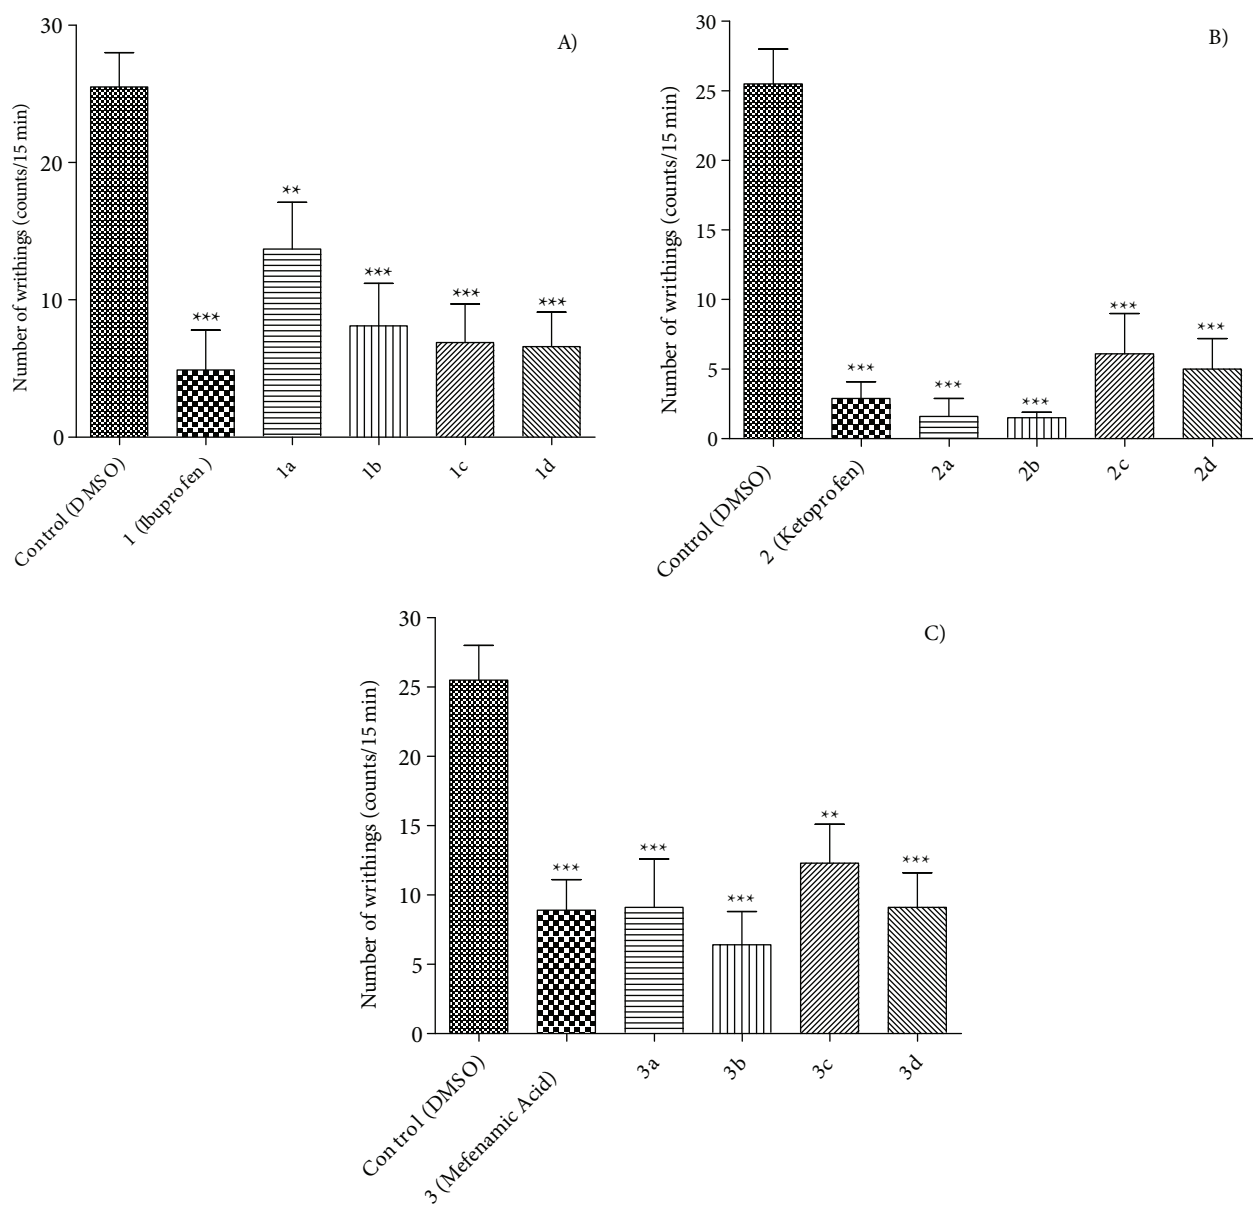 A)
Number of writhings (counts/15 min)
30
20
10
0
**
***
***
***
***
Control (DMSO)
1 (Ibuprofen)
1a
1b
1c
1d
B)
Number of writhings (counts/15 min)
30
25
20
15
10
5
0
***
***
***
***
***
Control (DMSO)
2 (Ketoprofen)
2a
2b
2c
2d
C)
Number of writhings (counts/15 min)
30
25
20
15
10
5
0
***
***
***
**
***
Control (DMSO)
3 (Mefenamic Acid)
3a
3b
3c
3d